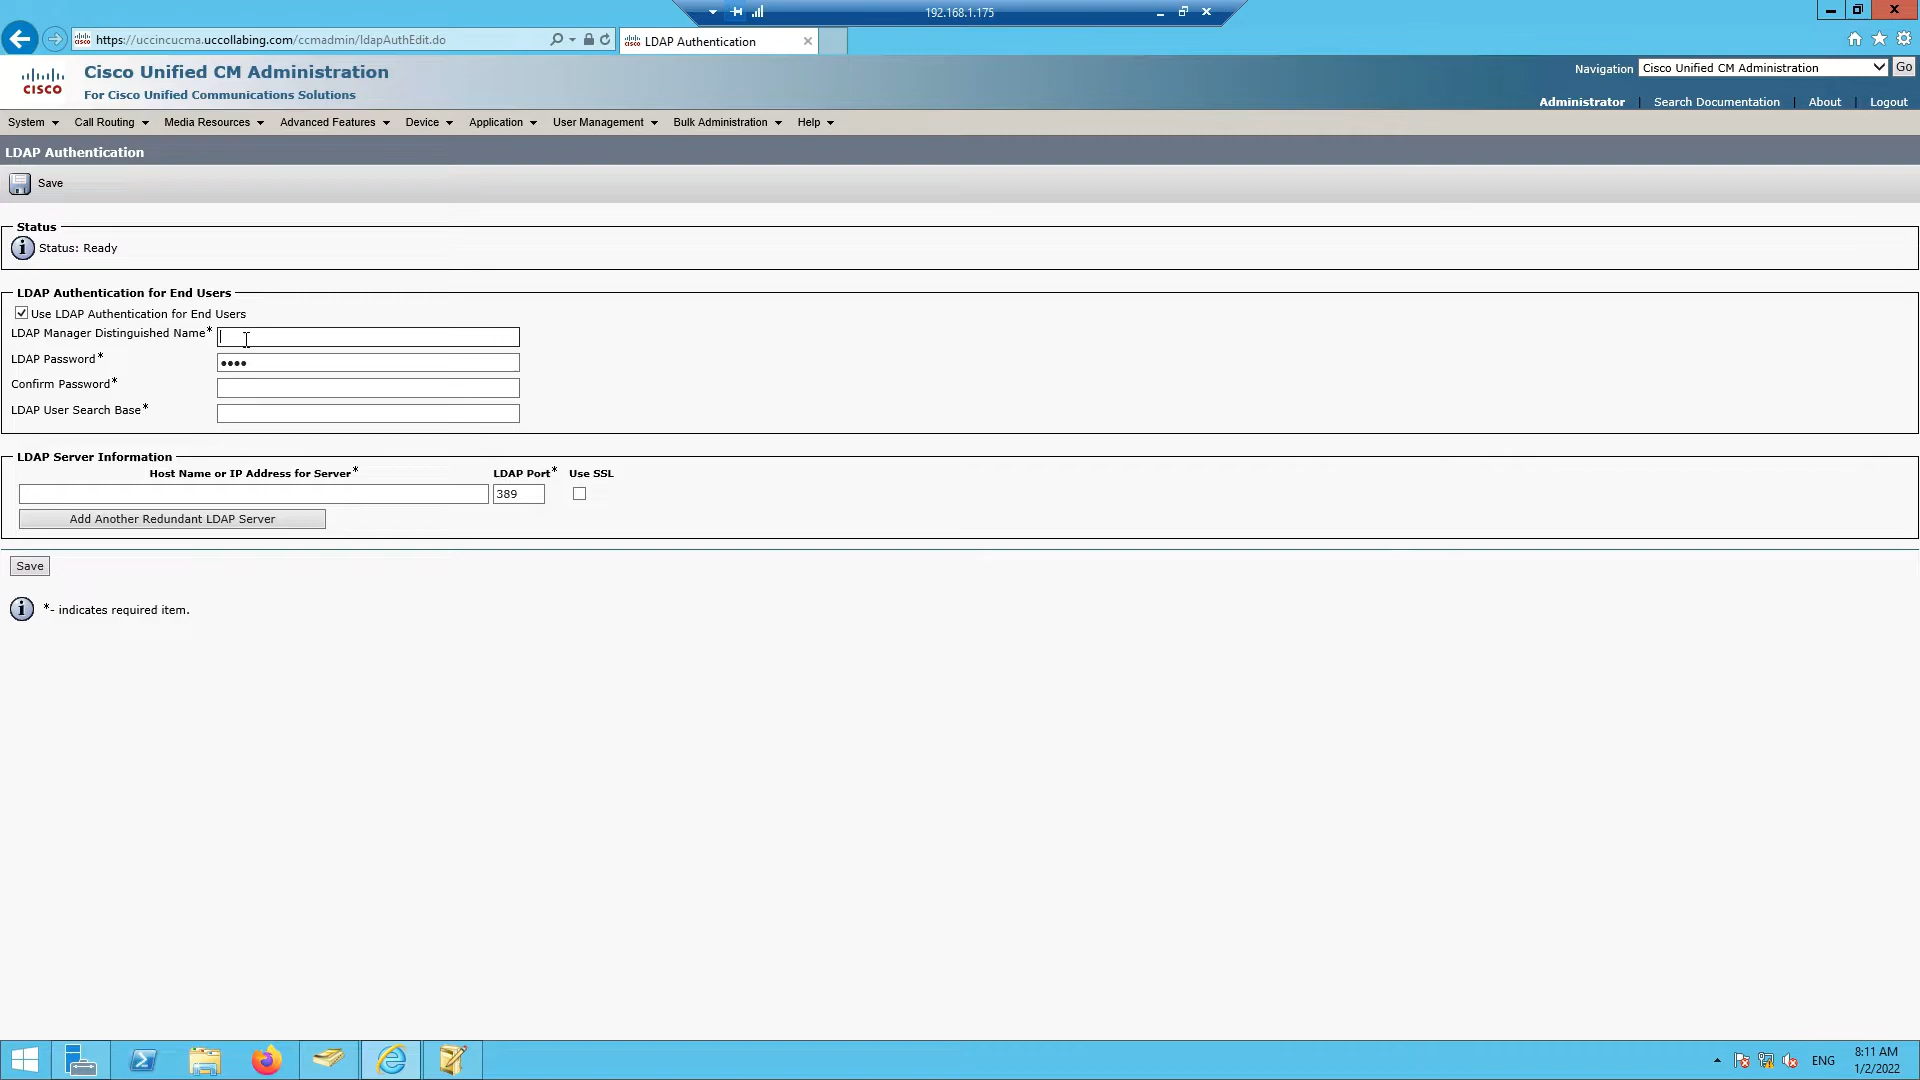 192.168.1.175
https://uccincucma.uccollabing.com/ccmadmin/ldapAuthEdit.do
LDAP Authentication
Cisco Unified CM Administration
For Cisco Unified Communications Solutions
CISCO
Navigation Cisco Unified CM Administration Go
Administrator | Search Documentation | About | Logout
System Call Routing Media Resources Advanced Features Device Application User Management Bulk Administration Help
LDAP Authentication
Save
Status
Status: Ready
LDAP Authentication for End Users
Use LDAP Authentication for End Users
LDAP Manager Distinguished Name*
LDAP Password* ••••
Confirm Password*
LDAP User Search Base*
LDAP Server Information
Host Name or IP Address for Server* LDAP Port* Use SSL
389
Add Another Redundant LDAP Server
Save
*- indicates required item.
ENG
8:11 AM
1/2/2022